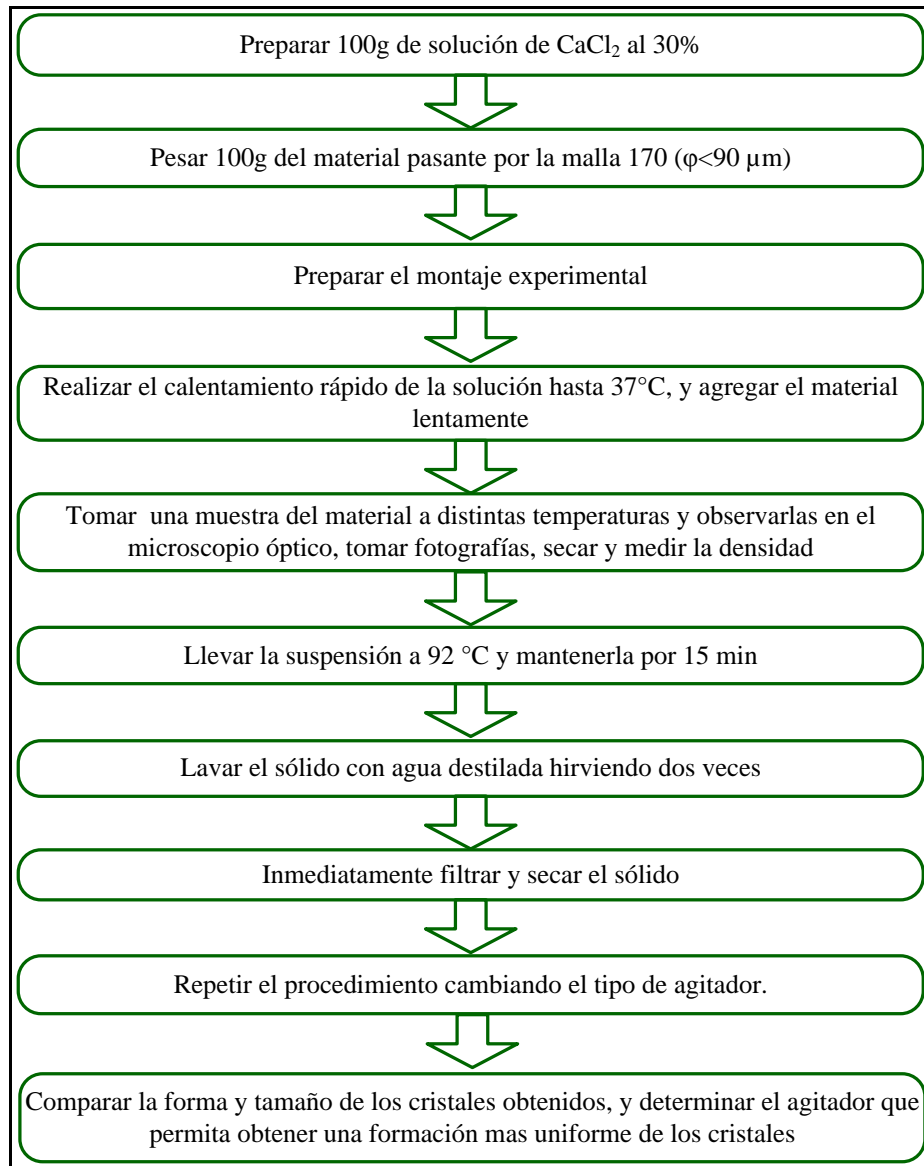 Preparar 100g de solución de CaCl₂ al 30%
Pesar 100g del material pasante por la malla 170 (φ<90 µm)
Preparar el montaje experimental
Realizar el calentamiento rápido de la solución hasta 37°C, y agregar el material
lentamente
Tomar una muestra del material a distintas temperaturas y observarlas en el
microscopio óptico, tomar fotografías, secar y medir la densidad
Llevar la suspensión a 92 °C y mantenerla por 15 min
Lavar el sólido con agua destilada hirviendo dos veces
Inmediatamente filtrar y secar el sólido
Repetir el procedimiento cambiando el tipo de agitador.
Comparar la forma y tamaño de los cristales obtenidos, y determinar el agitador que
permita obtener una formación mas uniforme de los cristales